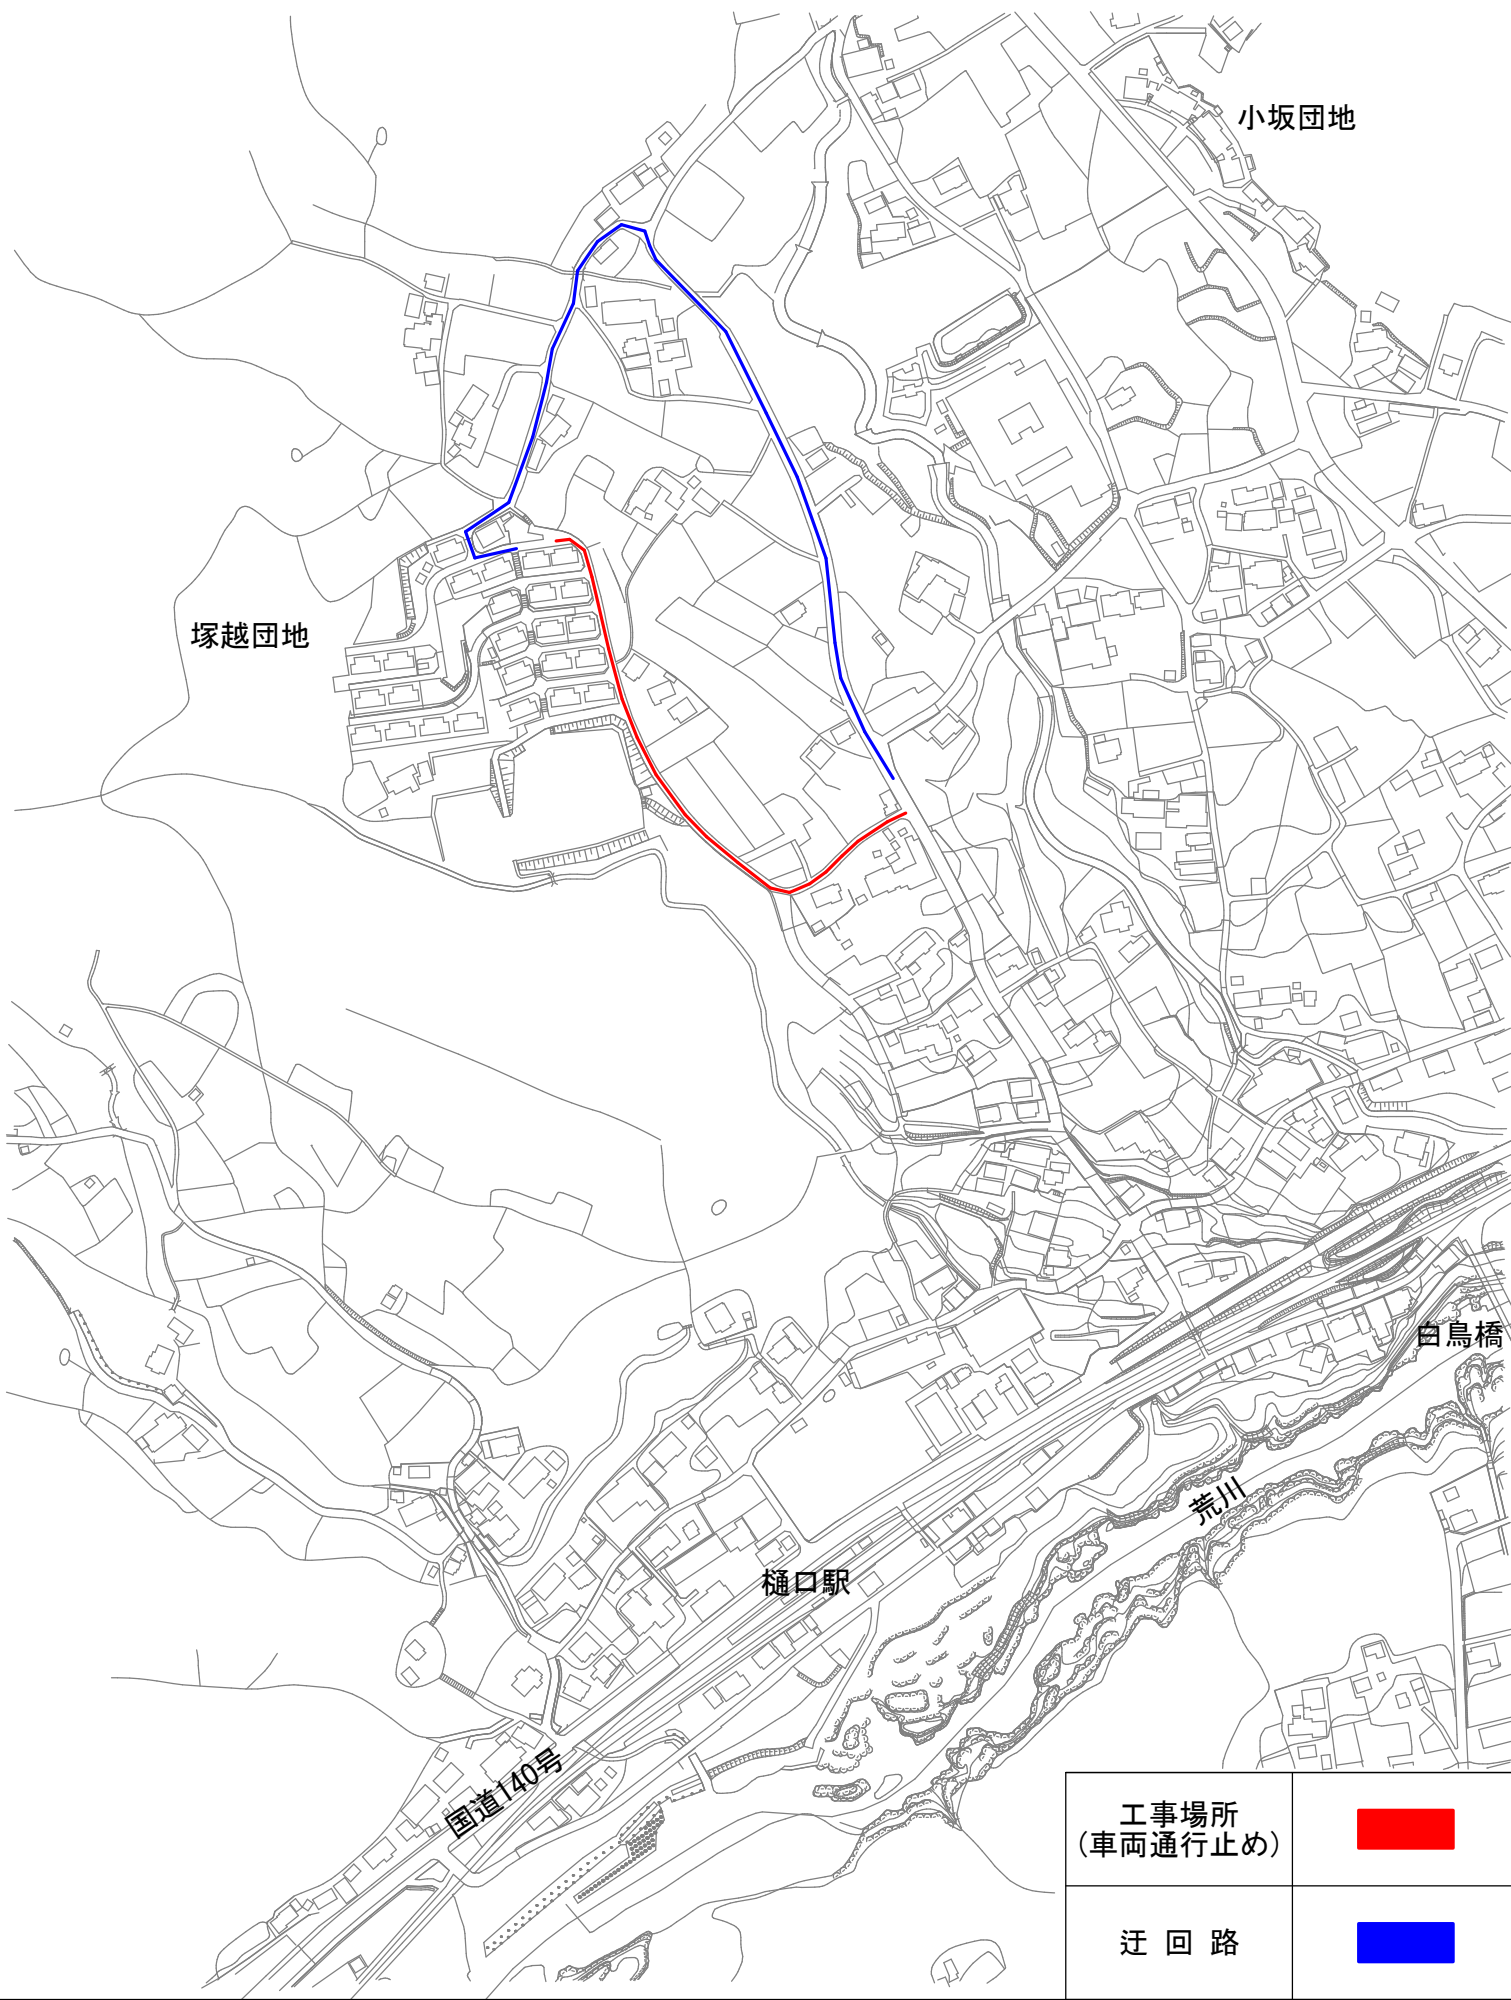 小坂団地
塚越団地
白鳥橋
荒川
樋口駅
国道140号
工事場所
(車両通行止め)
迂回路